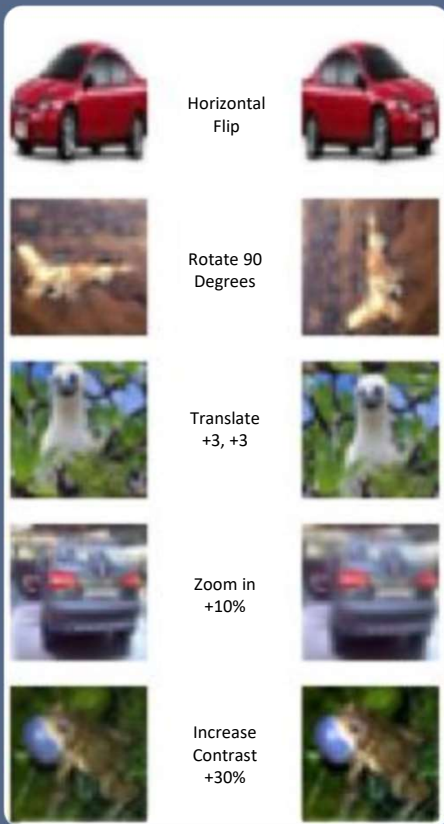 Horizontal
Flip
Rotate 90
Degrees
Translate
+3, +3
Zoom in
+10%
Increase
Contrast
+30%